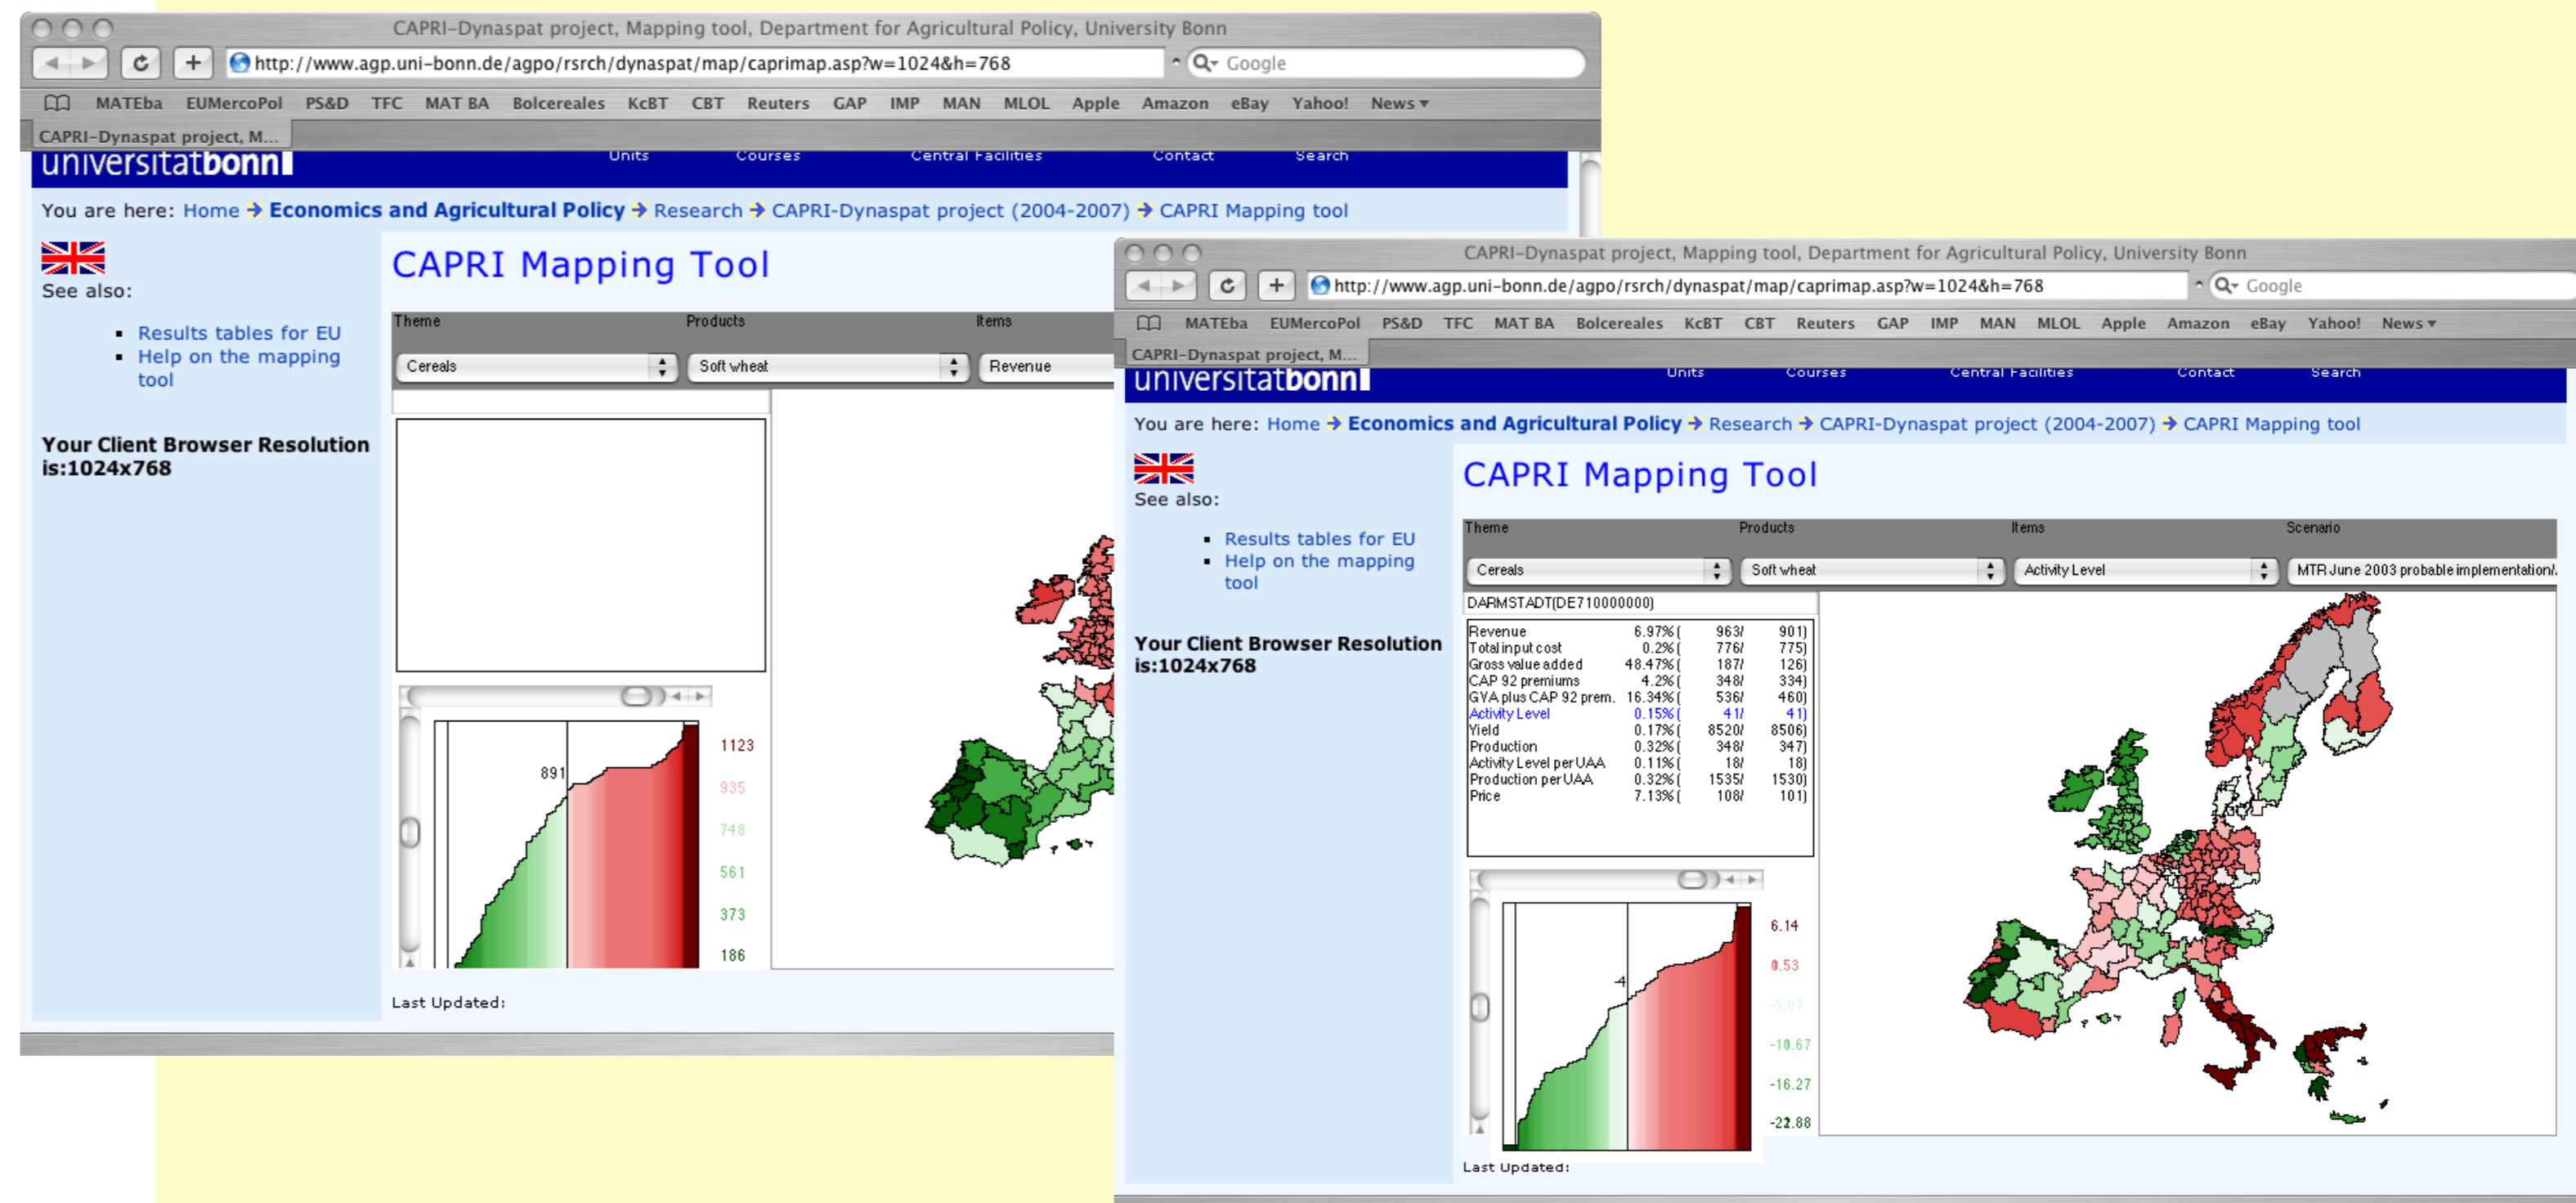 CAPRI-Dynaspat project, Mapping tool, Department for Agricultural Policy, University Bonn
http://www.agp.uni-bonn.de/agpo/rsrch/dynaspat/map/caprimap.asp?w=1024&h=768
Google
MATEba EUMercoPol PS&D TFC MAT BA Bolcereales KcBT CBT Reuters GAP IMP MAN MLOL Apple Amazon eBay Yahoo! News
CAPRI-Dynaspat project, M...
universitätbonn Units Courses Central Facilities Contact Search
You are here: Home → Economics and Agricultural Policy → Research → CAPRI-Dynaspat project (2004-2007) → CAPRI Mapping tool
See also:
Results tables for EU
Help on the mapping
tool
Your Client Browser Resolution
is:1024x768
CAPRI Mapping Tool
Theme Products Items
Cereals Soft wheat Revenue
891
1123
935
748
561
373
186
Last Updated:
CAPRI-Dynaspat project, Mapping tool, Department for Agricultural Policy, University Bonn
http://www.agp.uni-bonn.de/agpo/rsrch/dynaspat/map/caprimap.asp?w=1024&h=768
Google
MATEba EUMercoPol PS&D TFC MAT BA Bolcereales KcBT CBT Reuters GAP IMP MAN MLOL Apple Amazon eBay Yahoo! News
CAPRI-Dynaspat project, M...
universitätbonn Units Courses Central Facilities Contact Search
You are here: Home → Economics and Agricultural Policy → Research → CAPRI-Dynaspat project (2004-2007) → CAPRI Mapping tool
See also:
Results tables for EU
Help on the mapping
tool
Your Client Browser Resolution
is:1024x768
CAPRI Mapping Tool
Theme Products Items Scenario
Cereals Soft wheat Activity Level MTR June 2003 probable implementation/.
DARMSTADT(DE710000000)
Revenue 6.97% ( 963/ 901)
Total input cost 0.2% ( 776/ 775)
Gross value added 48.47% ( 187/ 126)
CAP 92 premiums 4.2% ( 348/ 334)
GVA plus CAP 92 prem. 16.34% ( 536/ 460)
Activity Level 0.15% ( 41/ 41)
Yield 0.17% ( 8520/ 8506)
Production 0.32% ( 348/ 347)
Activity Level per UAA 0.11% ( 18/ 18)
Production per UAA 0.32% ( 1535/ 1530)
Price 7.13% ( 108/ 101)
-4
6.14
0.53
-5.07
-10.67
-16.27
-22.88
Last Updated: